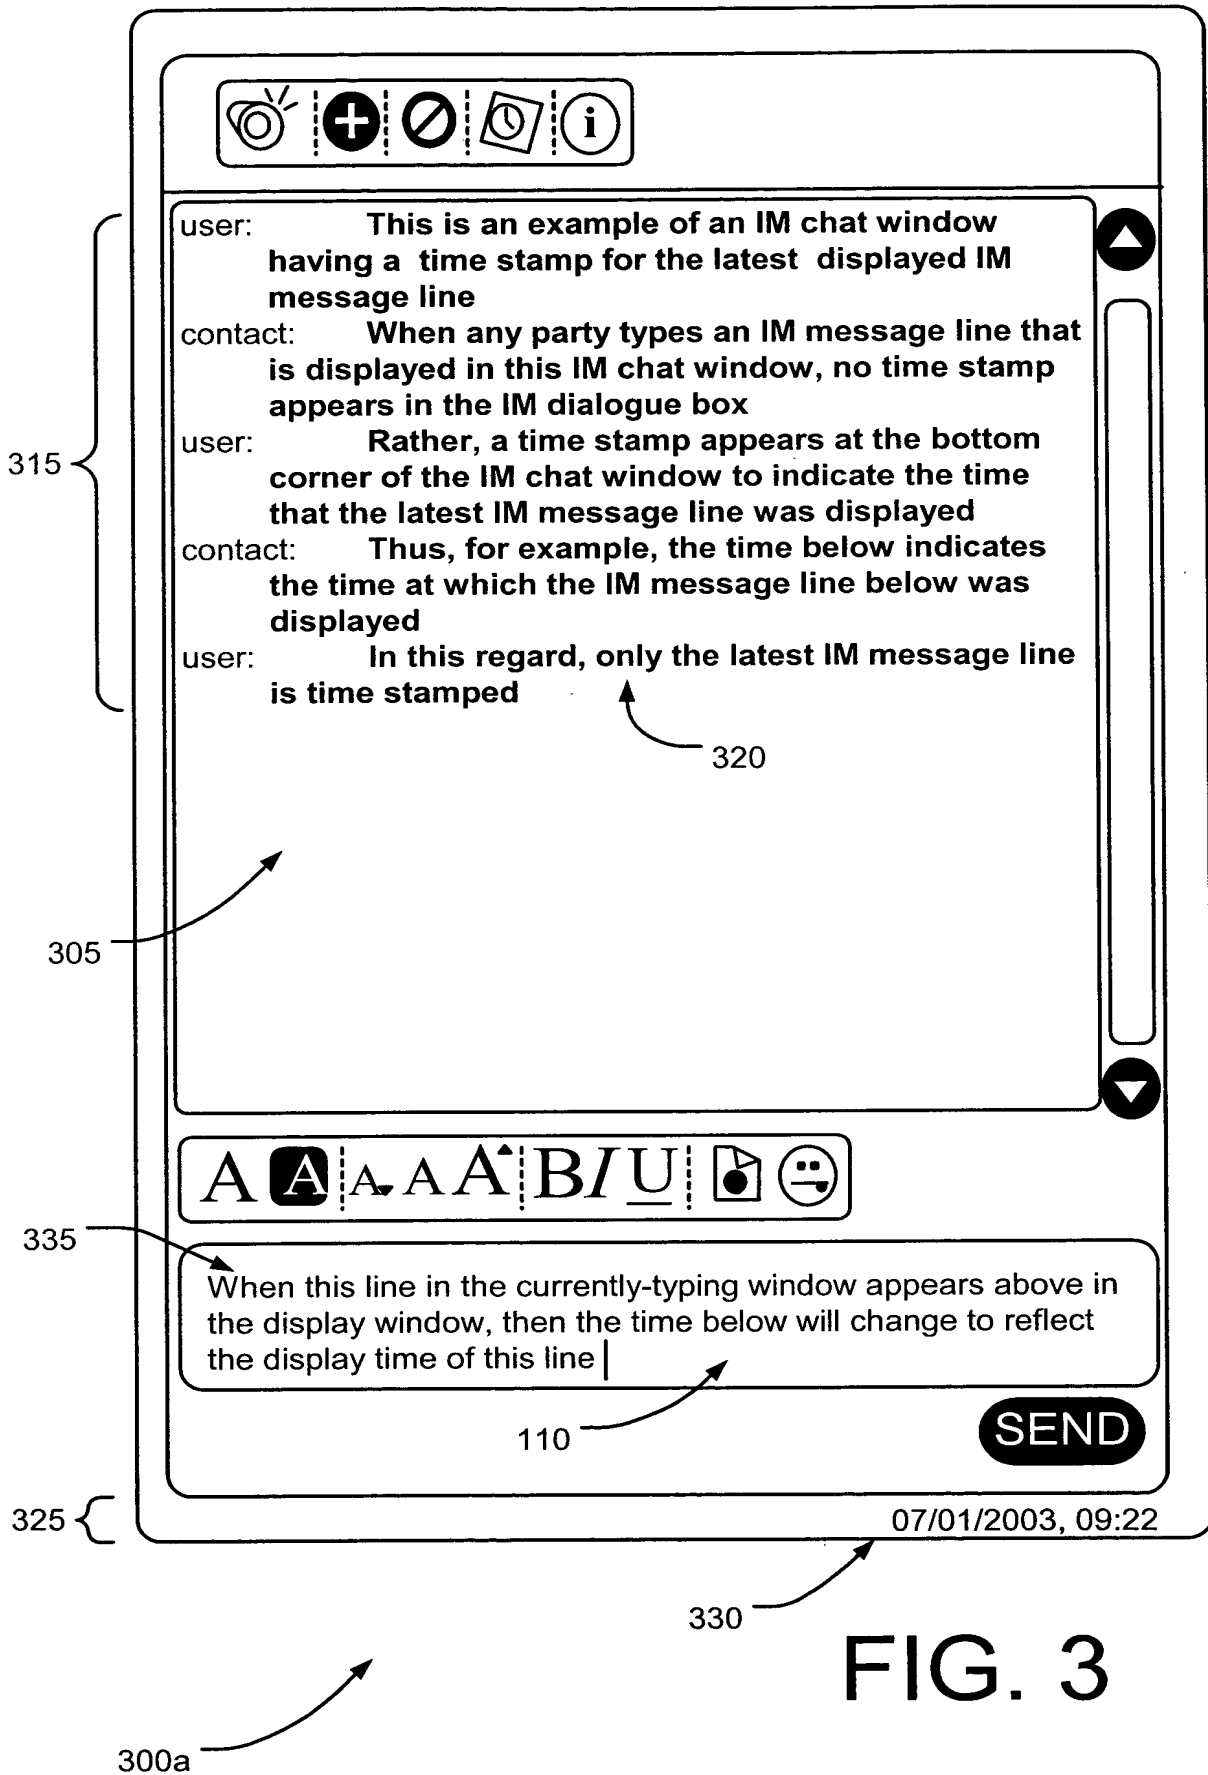 i
user: This is an example of an IM chat window
having a time stamp for the latest displayed IM
message line
contact: When any party types an IM message line that
is displayed in this IM chat window, no time stamp
appears in the IM dialogue box
315
user: Rather, a time stamp appears at the bottom
corner of the IM chat window to indicate the time
that the latest IM message line was displayed
contact: Thus, for example, the time below indicates
the time at which the IM message line below was
displayed
user: In this regard, only the latest IM message line
is time stamped
320
305
A A A A A B I U
335
When this line in the currently-typing window appears above in
the display window, then the time below will change to reflect
the display time of this line
110
SEND
325
07/01/2003, 09:22
330
FIG. 3
300a